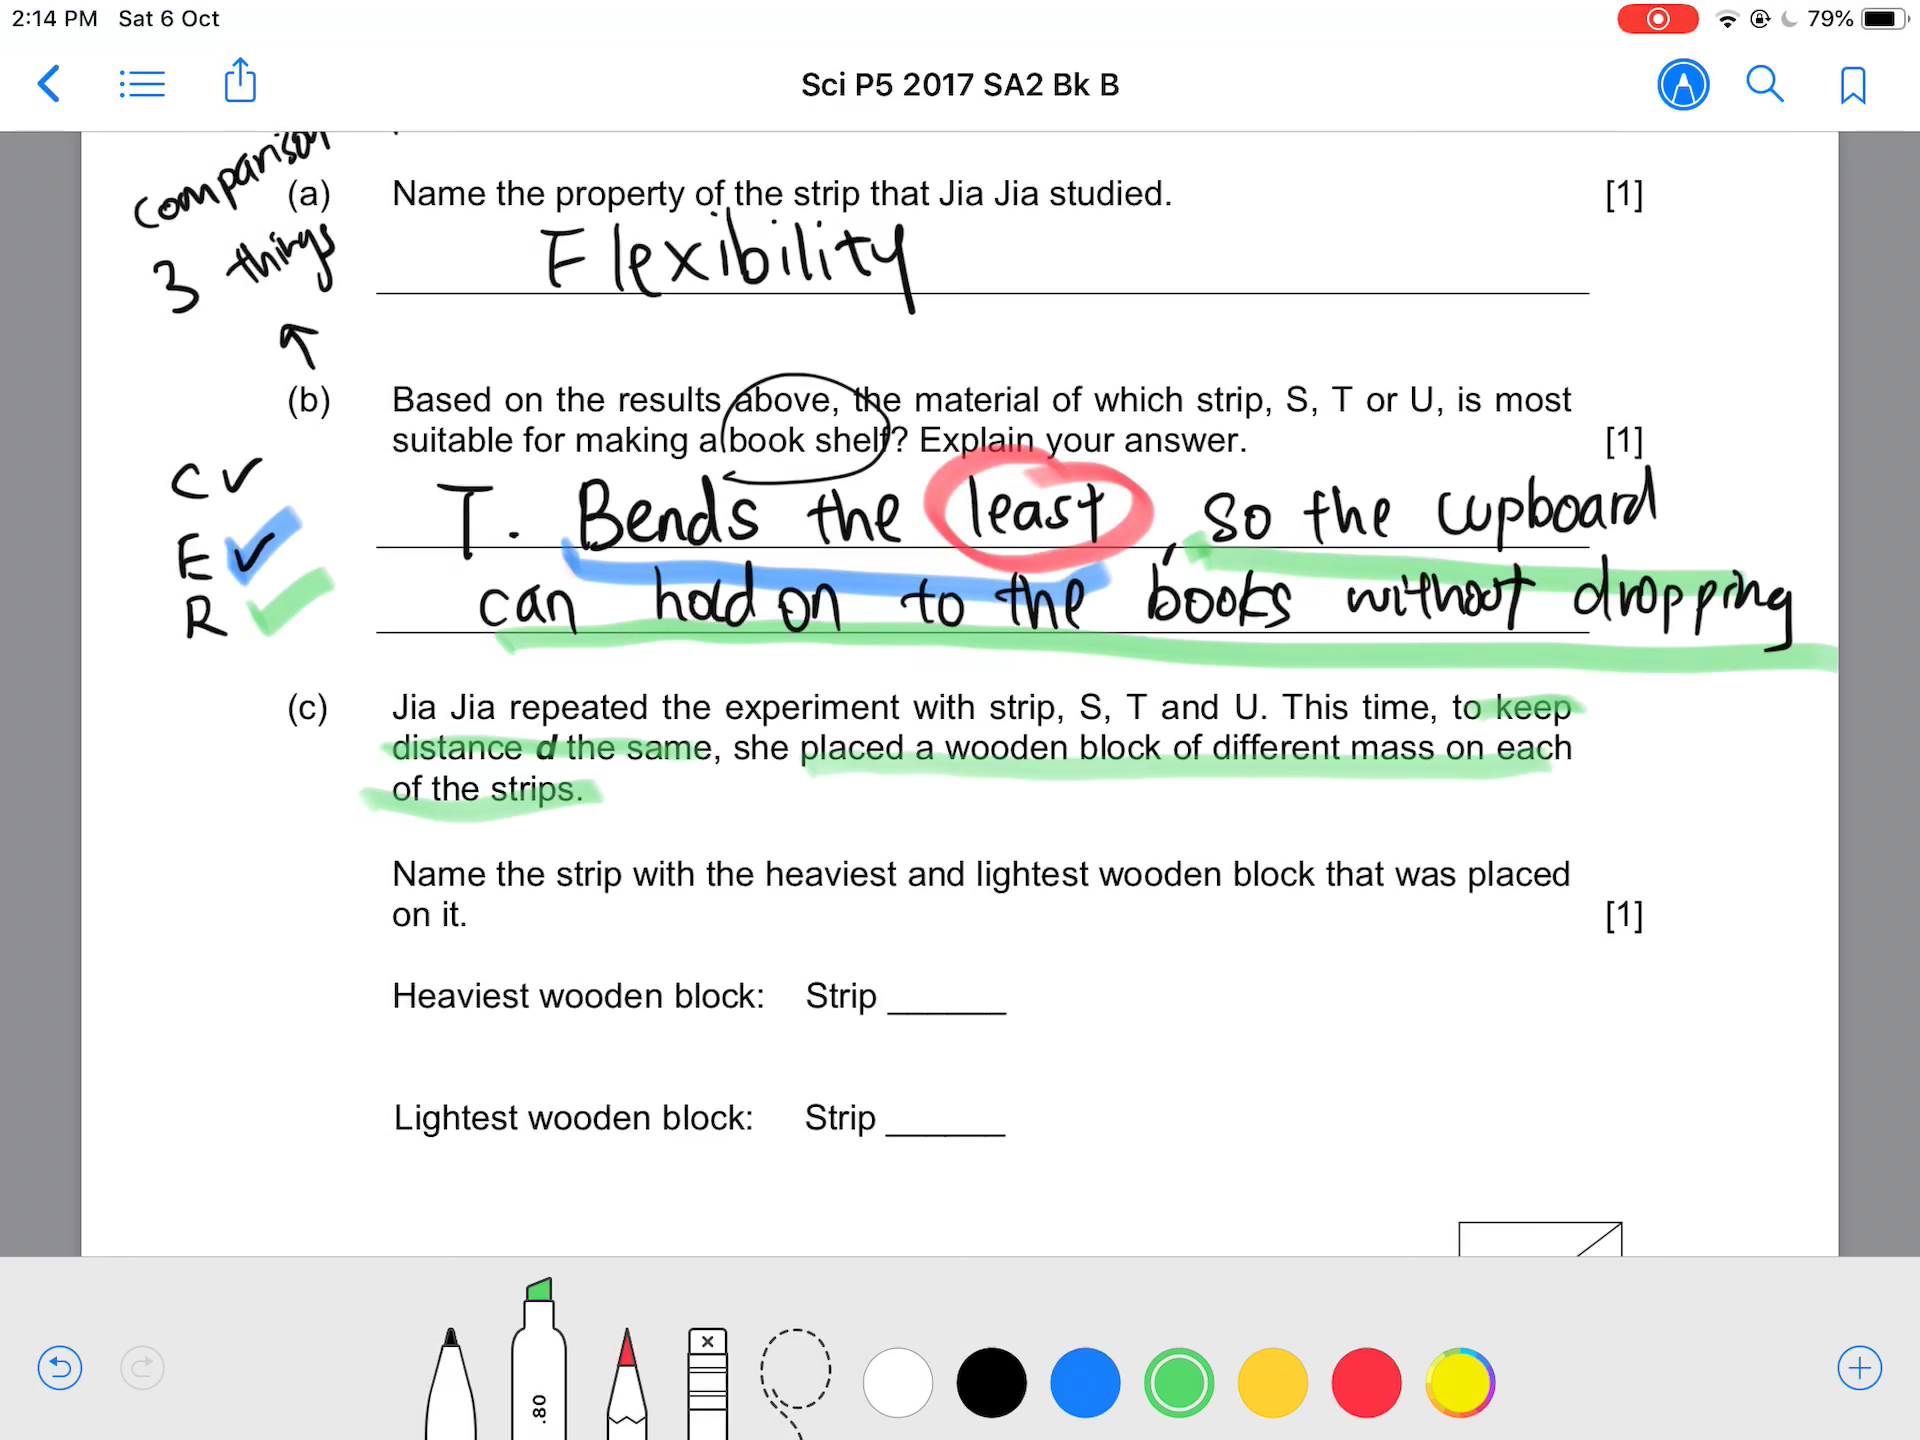 2:14 PM Sat 6 Oct
79%
Sci P5 2017 SA2 Bk B
comparison
3 things
(a) Name the property of the strip that Jia Jia studied. [1]
Flexibility
(b) Based on the results above, the material of which strip, S, T or U, is most
suitable for making a book shelf? Explain your answer. [1]
C
E
R
T. Bends the least, so the cupboard
can hold on to the books without dropping
(c) Jia Jia repeated the experiment with strip, S, T and U. This time, to keep
distance d the same, she placed a wooden block of different mass on each
of the strips.
Name the strip with the heaviest and lightest wooden block that was placed
on it. [1]
Heaviest wooden block: Strip ______
Lightest wooden block: Strip ______
.80